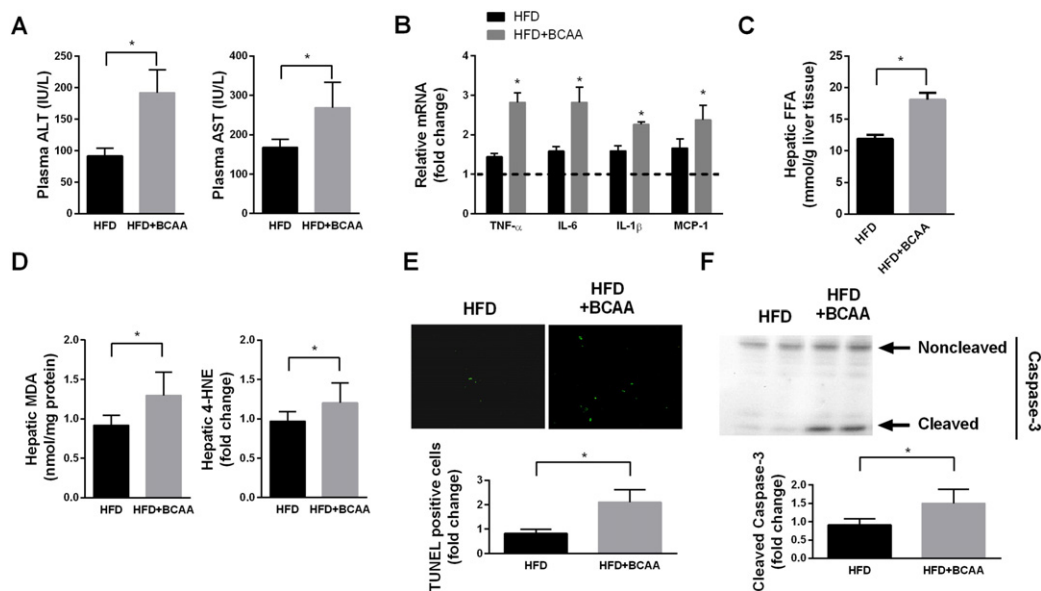 A
*
Plasma ALT (IU/L)
250
200
150
100
50
0
HFD HFD+BCAA
*
Plasma AST (IU/L)
400
300
200
100
0
HFD HFD+BCAA
B
HFD
HFD+BCAA
Relative mRNA
(fold change)
4
3
2
1
0
* * * *
TNF-α IL-6 IL-1β MCP-1
C
*
Hepatic FFA
(mmol/g liver tissue)
25
20
15
10
5
0
HFD
HFD+BCAA
D
*
Hepatic MDA
(nmol/mg protein)
2.0
1.5
1.0
0.5
0.0
HFD HFD+BCAA
*
Hepatic 4-HNE
(fold change)
2.0
1.5
1.0
0.5
0.0
HFD HFD+BCAA
E
HFD
HFD
+BCAA
*
TUNEL positive cells
(fold change)
3
2
1
0
HFD HFD+BCAA
F
HFD
HFD
+BCAA
Noncleaved
Cleaved
Caspase-3
*
Cleaved Caspase-3
(fold change)
2.0
1.5
1.0
0.5
0.0
HFD HFD+BCAA